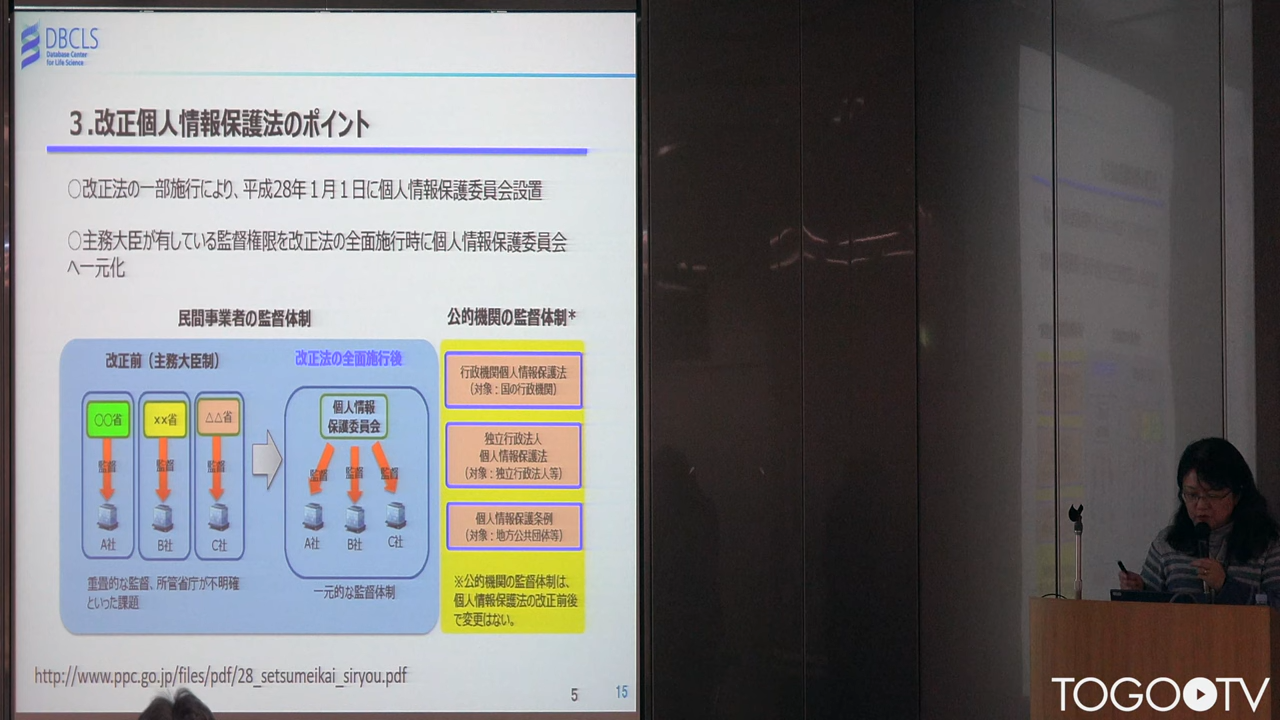 DBCLS
Database Center
for Life Science
３.改正個人情報保護法のポイント
○改正法の一部施行により、平成28年１月１日に個人情報保護委員会設置
○主務大臣が有している監督権限を改正法の全面施行時に個人情報保護委員会
へ一元化
民間事業者の監督体制
公的機関の監督体制*
改正前（主務大臣制）
改正法の全面施行後
○○省
xx省
△△省
監督
監督
監督
A社
B社
C社
重畳的な監督、所管省庁が不明確
といった課題
個人情報
保護委員会
監督
監督
監督
A社
B社
C社
一元的な監督体制
行政機関個人情報保護法
（対象：国の行政機関）
独立行政法人
個人情報保護法
（対象：独立行政法人等）
個人情報保護条例
（対象：地方公共団体等）
※公的機関の監督体制は、
個人情報保護法の改正前後
で変更はない。
http://www.ppc.go.jp/files/pdf/28_setsumeikai_siryou.pdf
5
15
TOGO TV